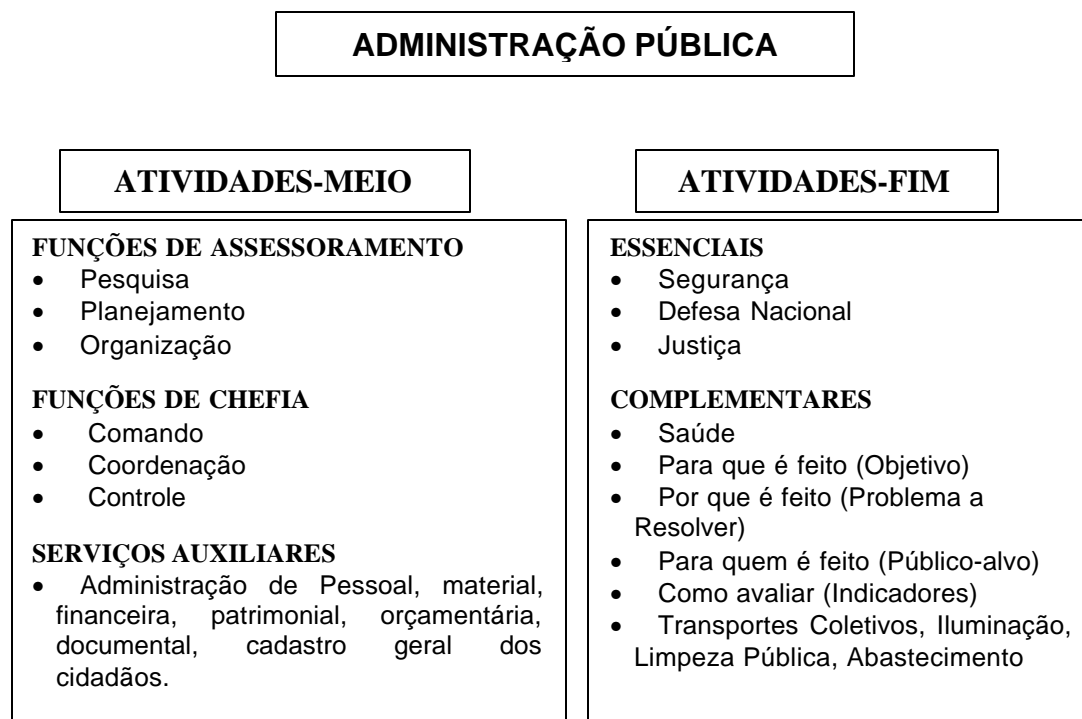 ADMINISTRAÇÃO PÚBLICA
ATIVIDADES-MEIO
FUNÇÕES DE ASSESSORAMENTO
• Pesquisa
• Planejamento
• Organização
FUNÇÕES DE CHEFIA
• Comando
• Coordenação
• Controle
SERVIÇOS AUXILIARES
• Administração de Pessoal, material,
financeira, patrimonial, orçamentária,
documental, cadastro geral dos
cidadãos.
ATIVIDADES-FIM
ESSENCIAIS
• Segurança
• Defesa Nacional
• Justiça
COMPLEMENTARES
• Saúde
• Para que é feito (Objetivo)
• Por que é feito (Problema a
Resolver)
• Para quem é feito (Público-alvo)
• Como avaliar (Indicadores)
• Transportes Coletivos, Iluminação,
Limpeza Pública, Abastecimento